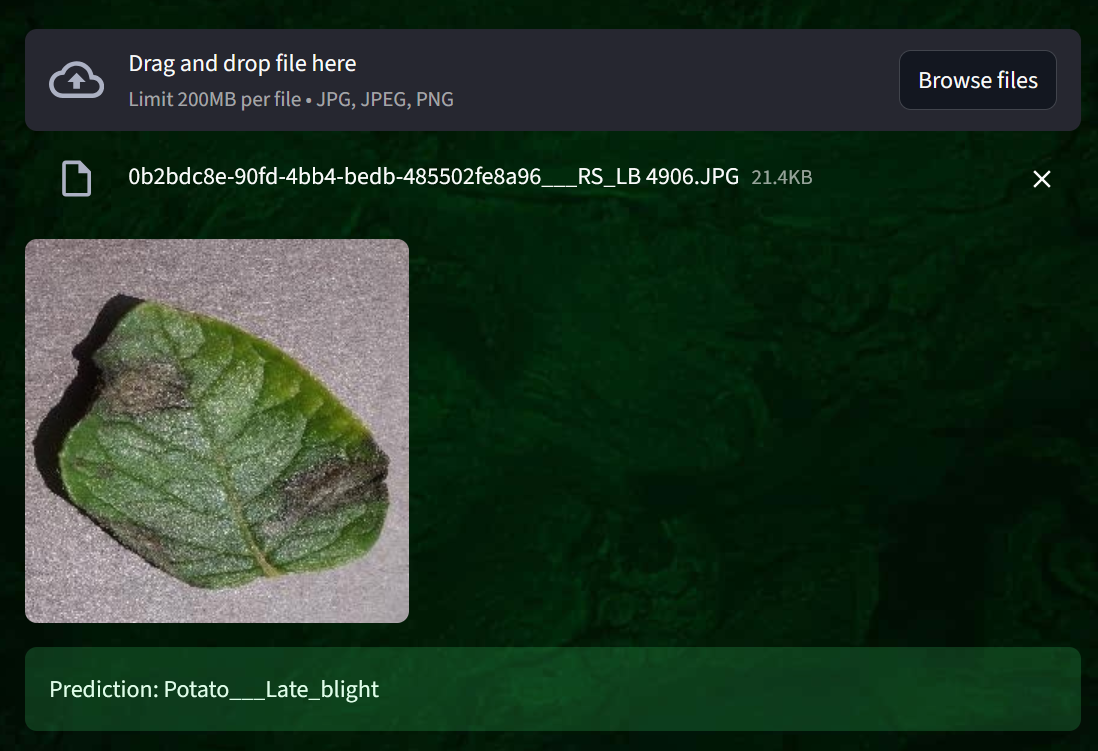 Drag and drop file here
Limit 200MB per file • JPG, JPEG, PNG
Browse files
0b2bdc8e-90fd-4bb4-bedb-485502fe8a96___RS_LB 4906.JPG 21.4KB
Prediction: Potato___Late_blight